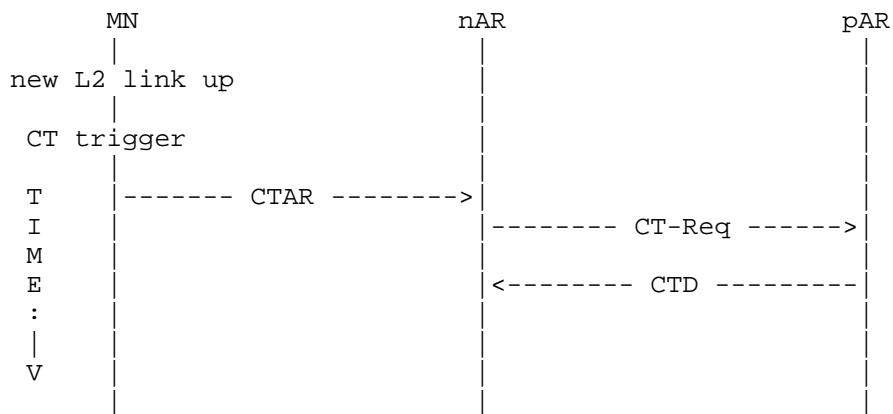 MN nAR pAR
| | |
new L2 link up | |
| | |
CT trigger | |
| | |
T |------- CTAR -------->| |
I | |-------- CT-Req ------>|
M | | |
E | |<-------- CTD ---------|
: | | |
| | | |
V | | |
| | |